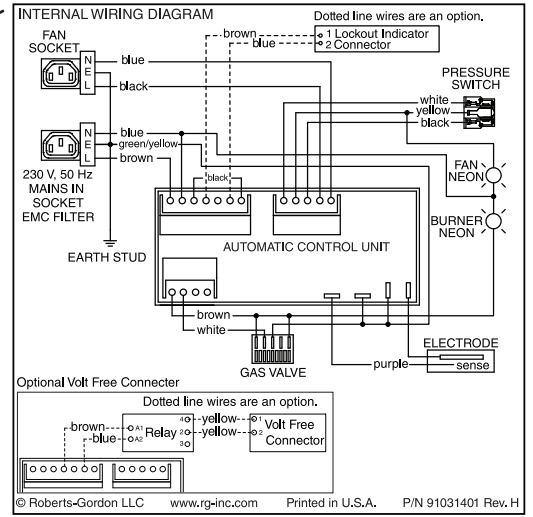 INTERNAL WIRING DIAGRAM
Dotted line wires are an option.
FAN
SOCKET
N
E
L
blue
black
brown
blue
1 Lockout Indicator
2 Connector
PRESSURE
SWITCH
white
yellow
black
N
E
L
blue
green/yellow
brown
black
230 V, 50 Hz
MAINS IN
SOCKET
EMC FILTER
FAN
NEON
BURNER
NEON
EARTH STUD
AUTOMATIC CONTROL UNIT
brown
white
GAS VALVE
ELECTRODE
purple
sense
Optional Volt Free Connecter
Dotted line wires are an option.
brown
blue
A1
A2
Relay
4
2
3
yellow
yellow
1
2
Volt Free
Connector
© Roberts-Gordon LLC www.rg-inc.com Printed in U.S.A. P/N 91031401 Rev. H